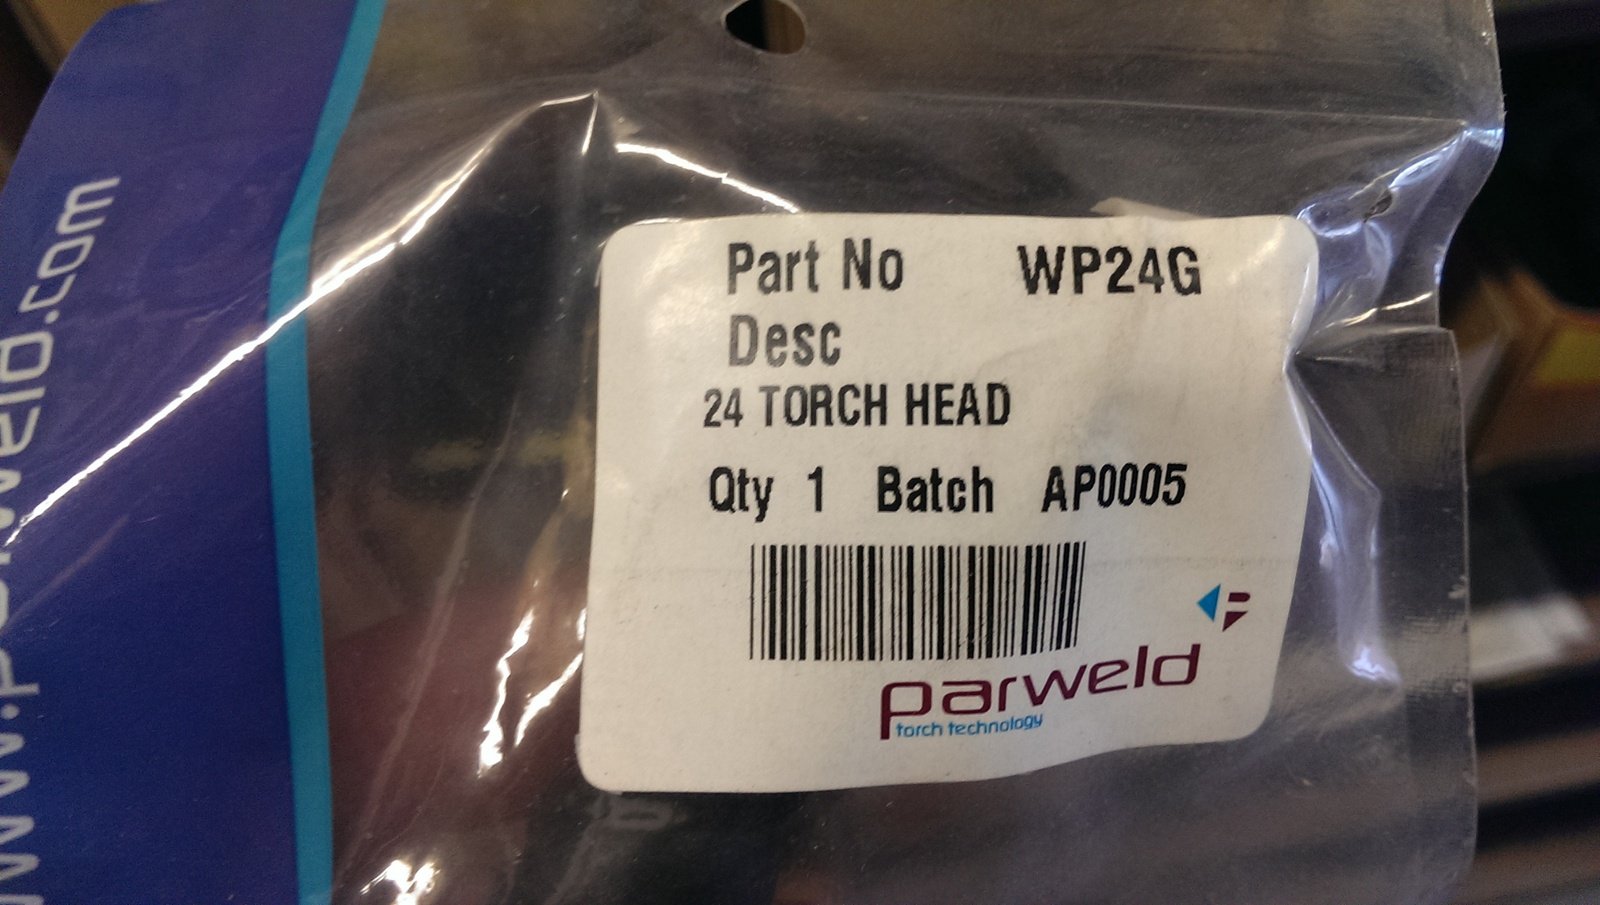 Part No WP24G
Desc
24 TORCH HEAD
Qty 1 Batch AP0005
parweld
torch technology
www.parweld.com